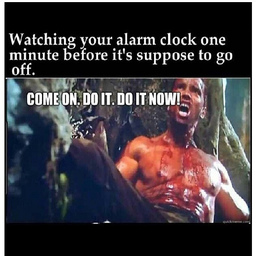 Watching your alarm clock one
minute before it's suppose to go
off.
COME ON, DO IT. DO IT NOW!